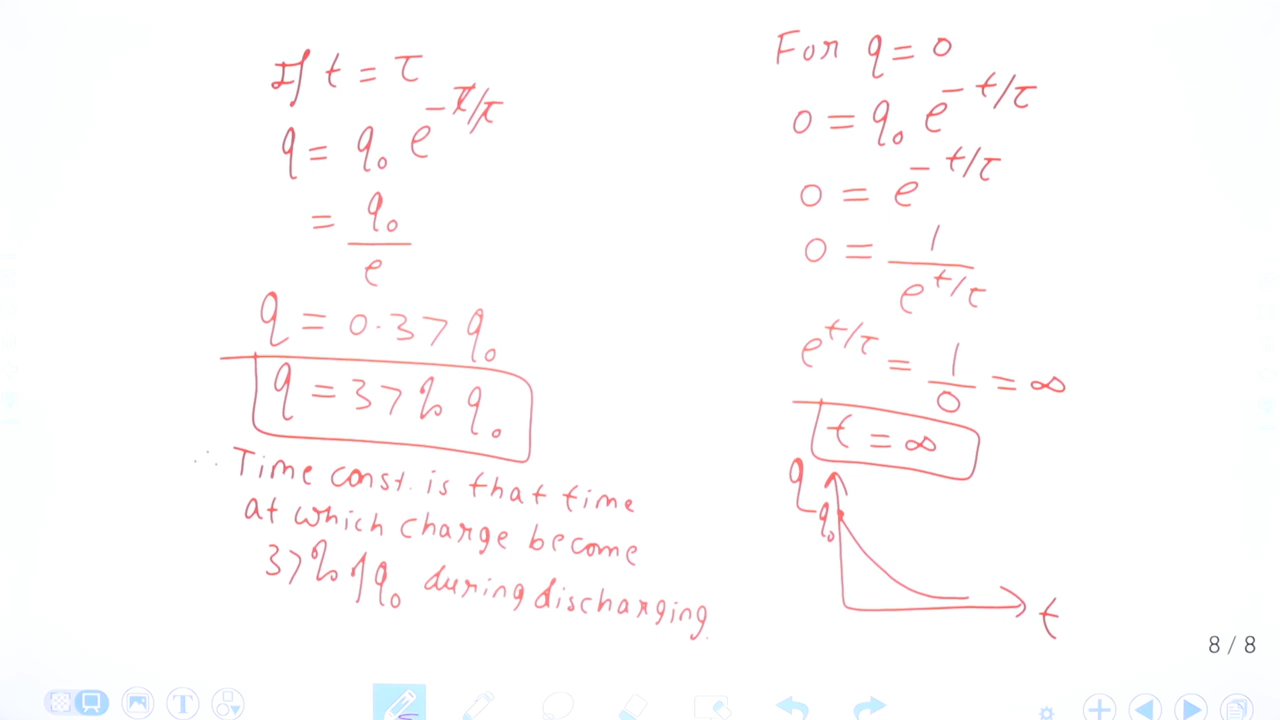 If t = τ
q = q₀ e^{-τ/τ}
= q₀/e
q = 0.37 q₀
q = 37% q₀
∴ Time const. is that time
at which charge become
37% of q₀ during discharging.
For q = 0
0 = q₀ e^{-t/τ}
0 = e^{-t/τ}
0 = 1/e^{t/τ}
e^{t/τ} = 1/0 = ∞
t = ∞
q
q₀
t
8 / 8
T